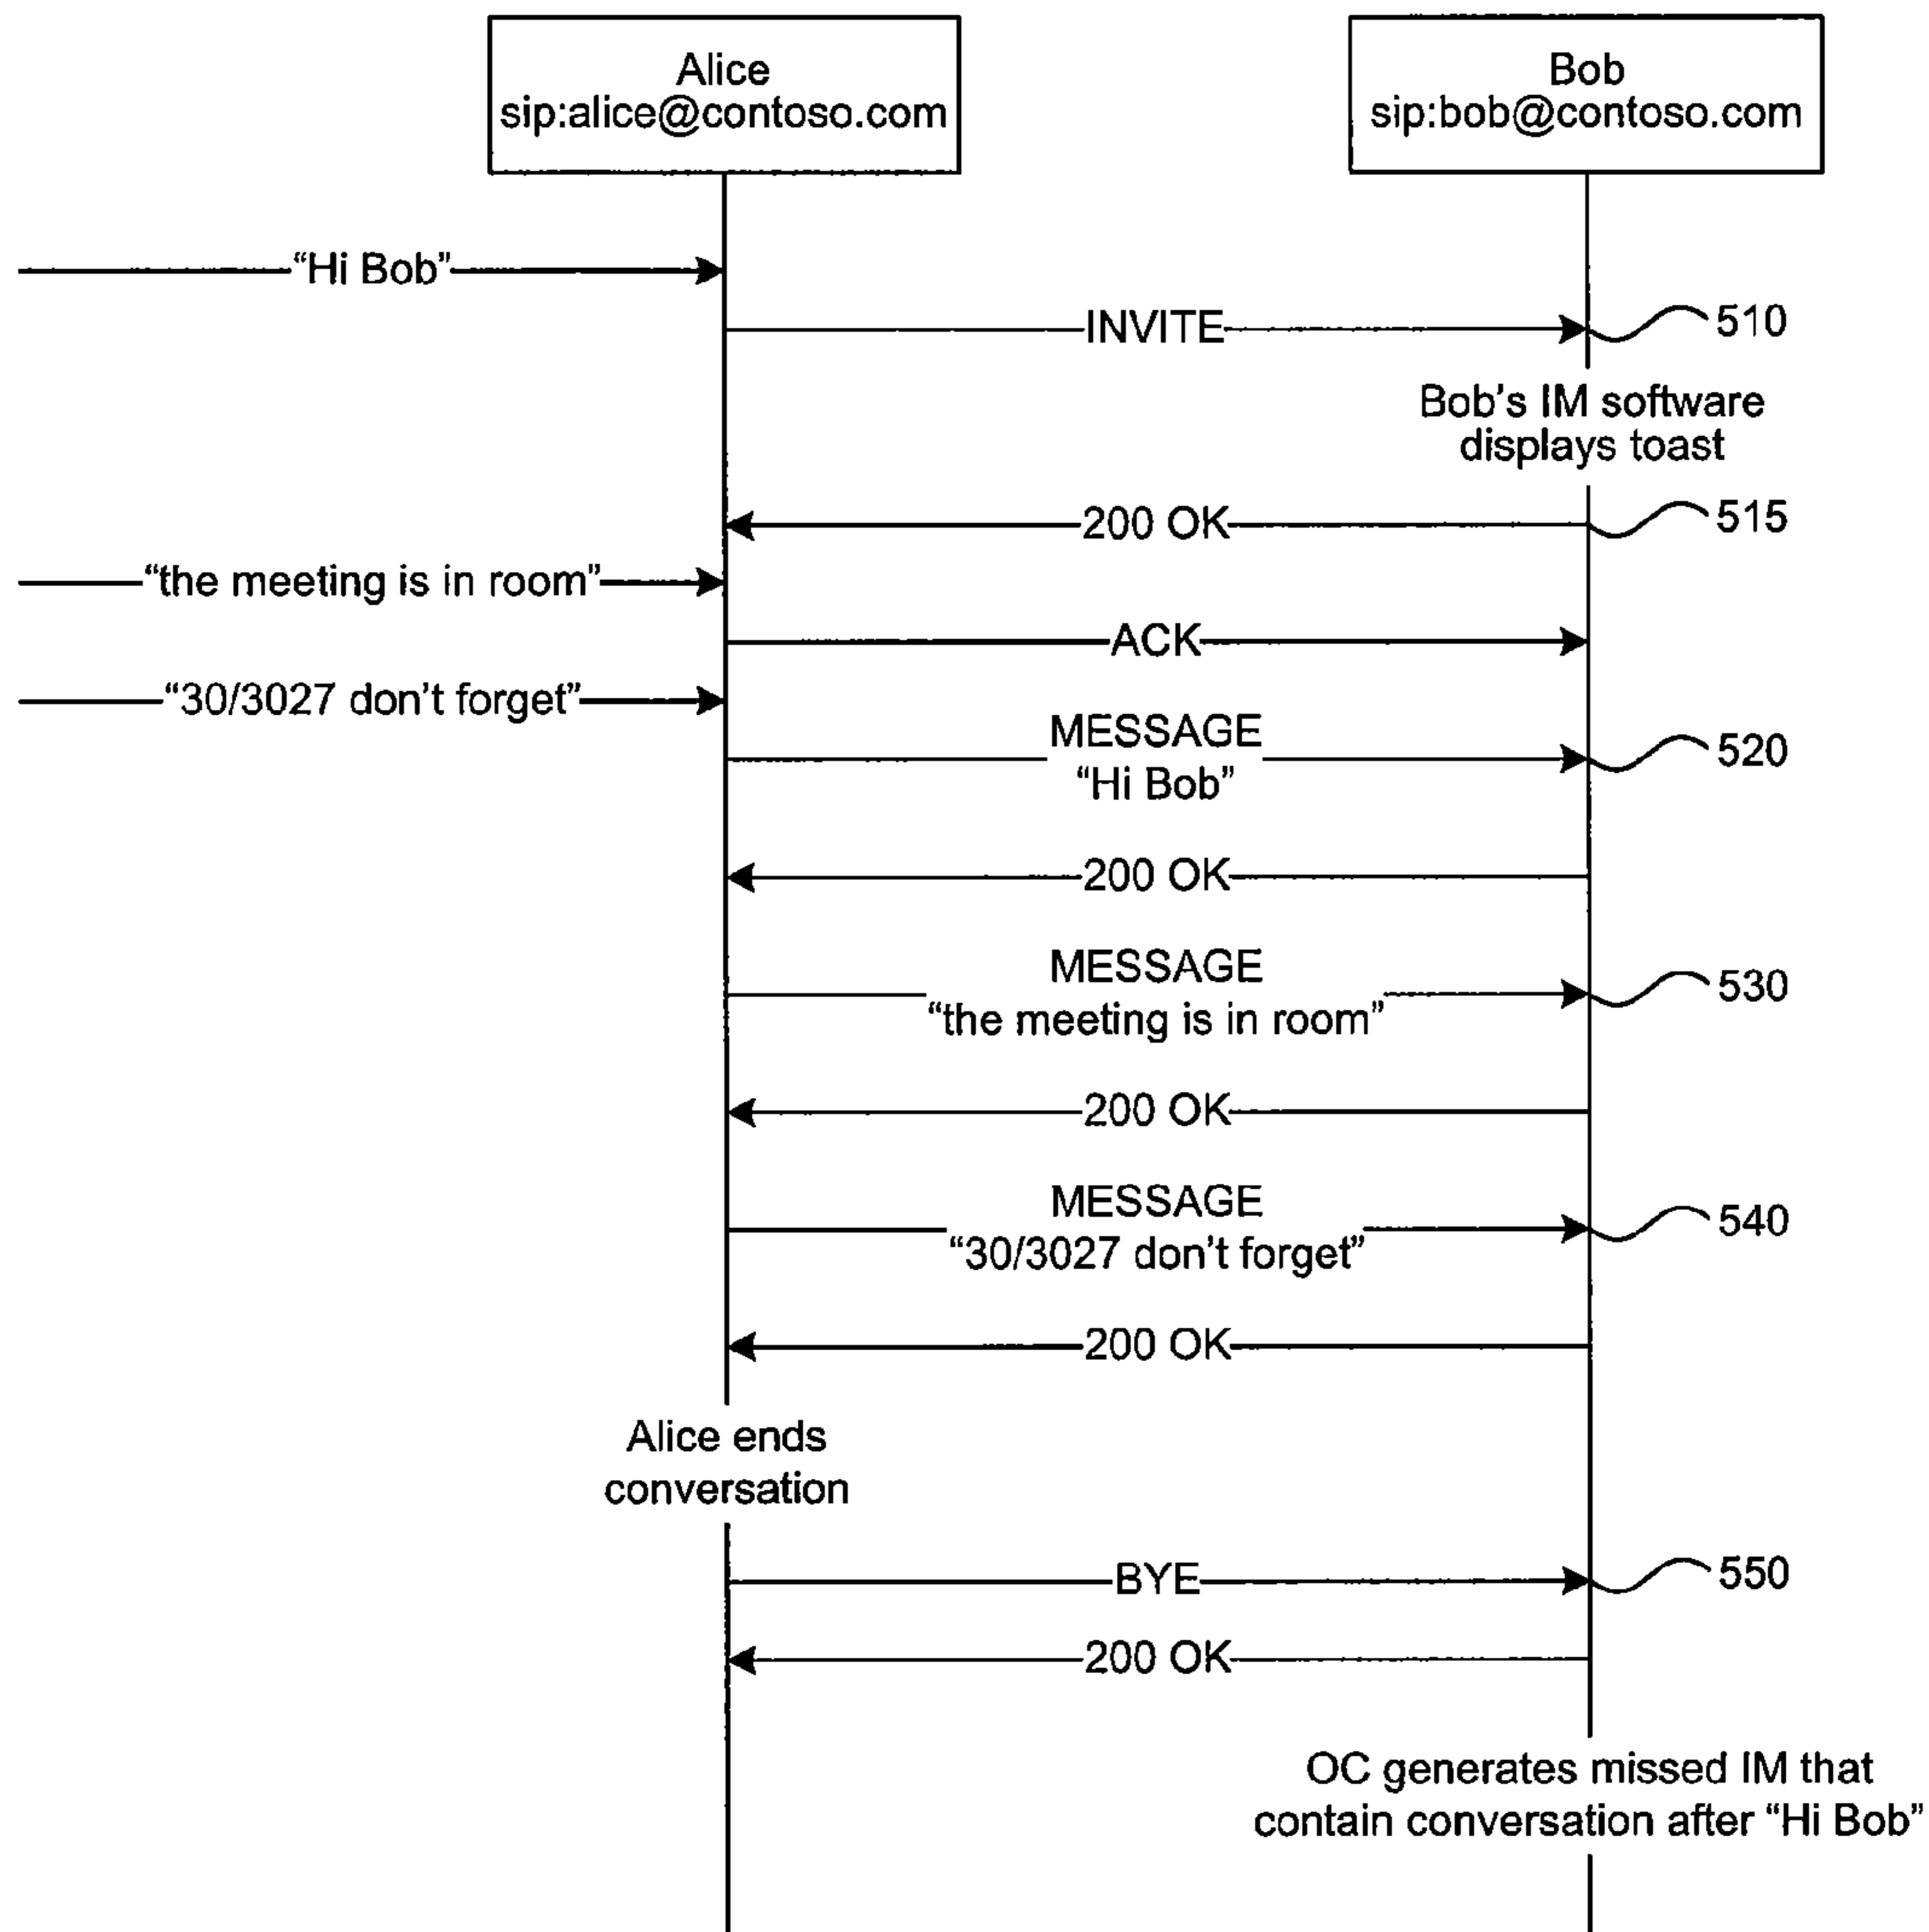 Alice
sip:alice@contoso.com
Bob
sip:bob@contoso.com
“Hi Bob”
INVITE
510
Bob's IM software
displays toast
200 OK
515
“the meeting is in room”
ACK
“30/3027 don't forget”
MESSAGE
“Hi Bob”
520
200 OK
MESSAGE
“the meeting is in room”
530
200 OK
MESSAGE
“30/3027 don't forget”
540
200 OK
Alice ends
conversation
BYE
550
200 OK
OC generates missed IM that
contain conversation after “Hi Bob”